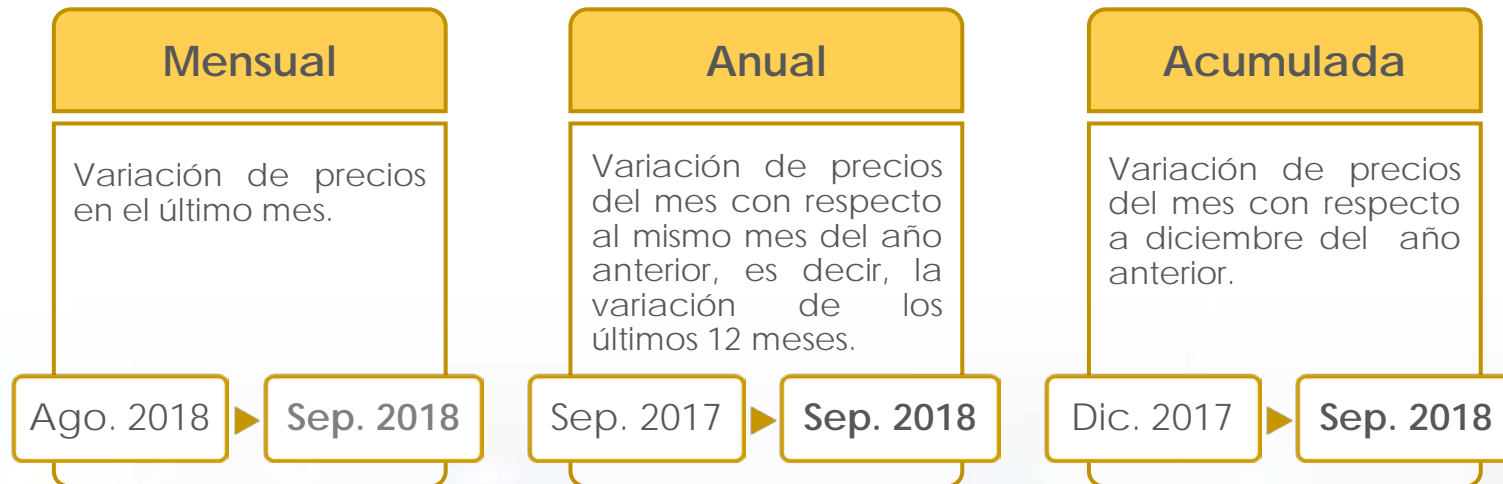 Mensual
Variación de precios
en el último mes.
Ago. 2018
Sep. 2018
Anual
Variación de precios
del mes con respecto
al mismo mes del año
anterior, es decir, la
variación de los
últimos 12 meses.
Sep. 2017
Sep. 2018
Acumulada
Variación de precios
del mes con respecto
a diciembre del año
anterior.
Dic. 2017
Sep. 2018